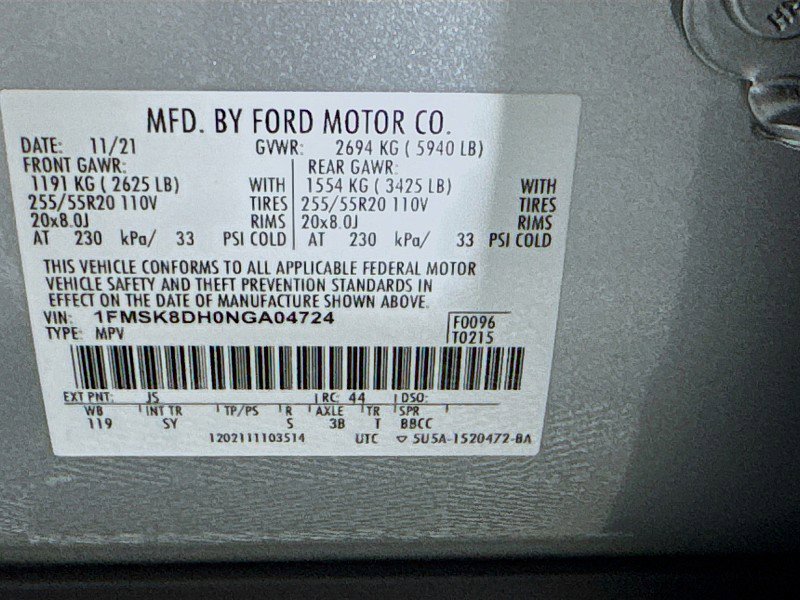 MFD. BY FORD MOTOR CO.
DATE: 11/21 GVWR: 2694 KG ( 5940 LB)
FRONT GAWR: REAR GAWR:
1191 KG ( 2625 LB) WITH 1554 KG ( 3425 LB) WITH
255/55R20 110V TIRES 255/55R20 110V TIRES
20x8.0J RIMS 20x8.0J RIMS
AT 230 kPa/ 33 PSI COLD AT 230 kPa/ 33 PSI COLD
THIS VEHICLE CONFORMS TO ALL APPLICABLE FEDERAL MOTOR
VEHICLE SAFETY AND THEFT PREVENTION STANDARDS IN
EFFECT ON THE DATE OF MANUFACTURE SHOWN ABOVE.
VIN: 1FMSK8DH0NGA04724 F0096
TYPE: MPV T0215
EXT PNT: JS RC: 44 DSO:
WB INT TR TP/PS R AXLE TR SPR
119 SY S 3B T BBCC
1202111103514 UTC 5U5A-1520472-BA